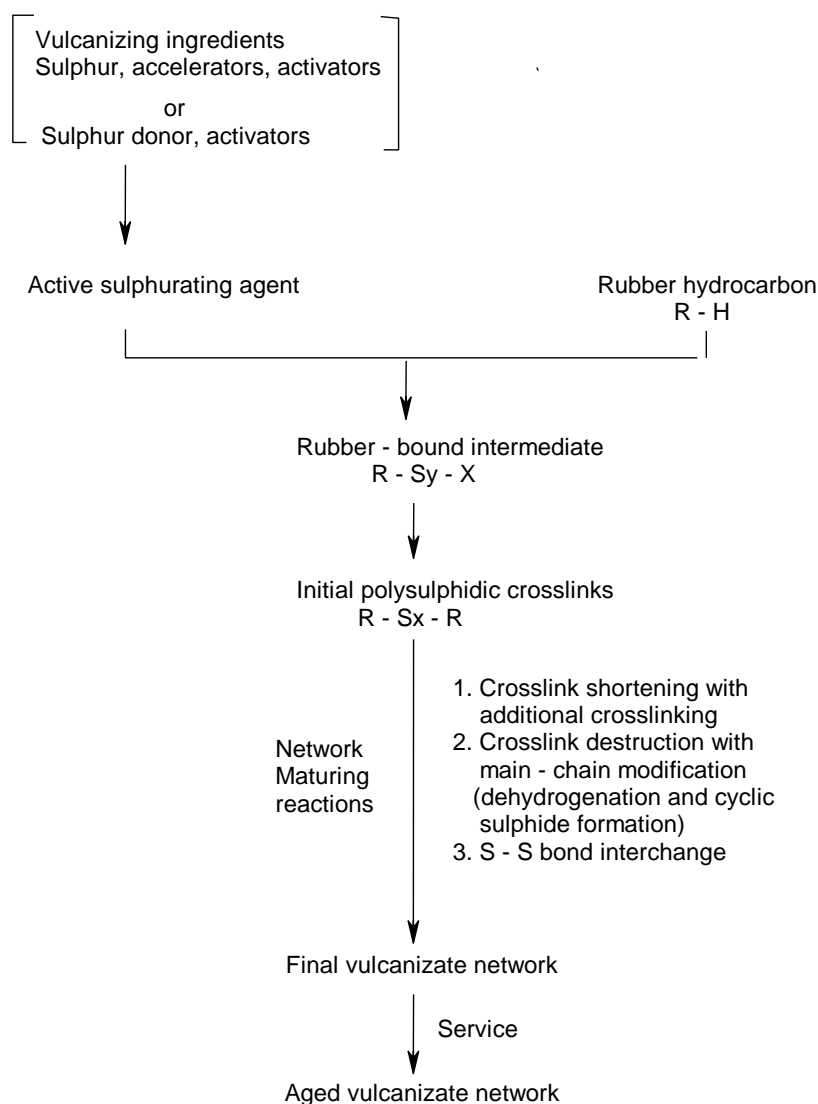 Vulcanizing ingredients
Sulphur, accelerators, activators
or
Sulphur donor, activators
Active sulphurating agent
Rubber hydrocarbon
R - H
Rubber - bound intermediate
R - Sy - X
Initial polysulphidic crosslinks
R - Sx - R
Network
Maturing
reactions
1. Crosslink shortening with
additional crosslinking
2. Crosslink destruction with
main - chain modification
(dehydrogenation and cyclic
sulphide formation)
3. S - S bond interchange
Final vulcanizate network
Service
Aged vulcanizate network